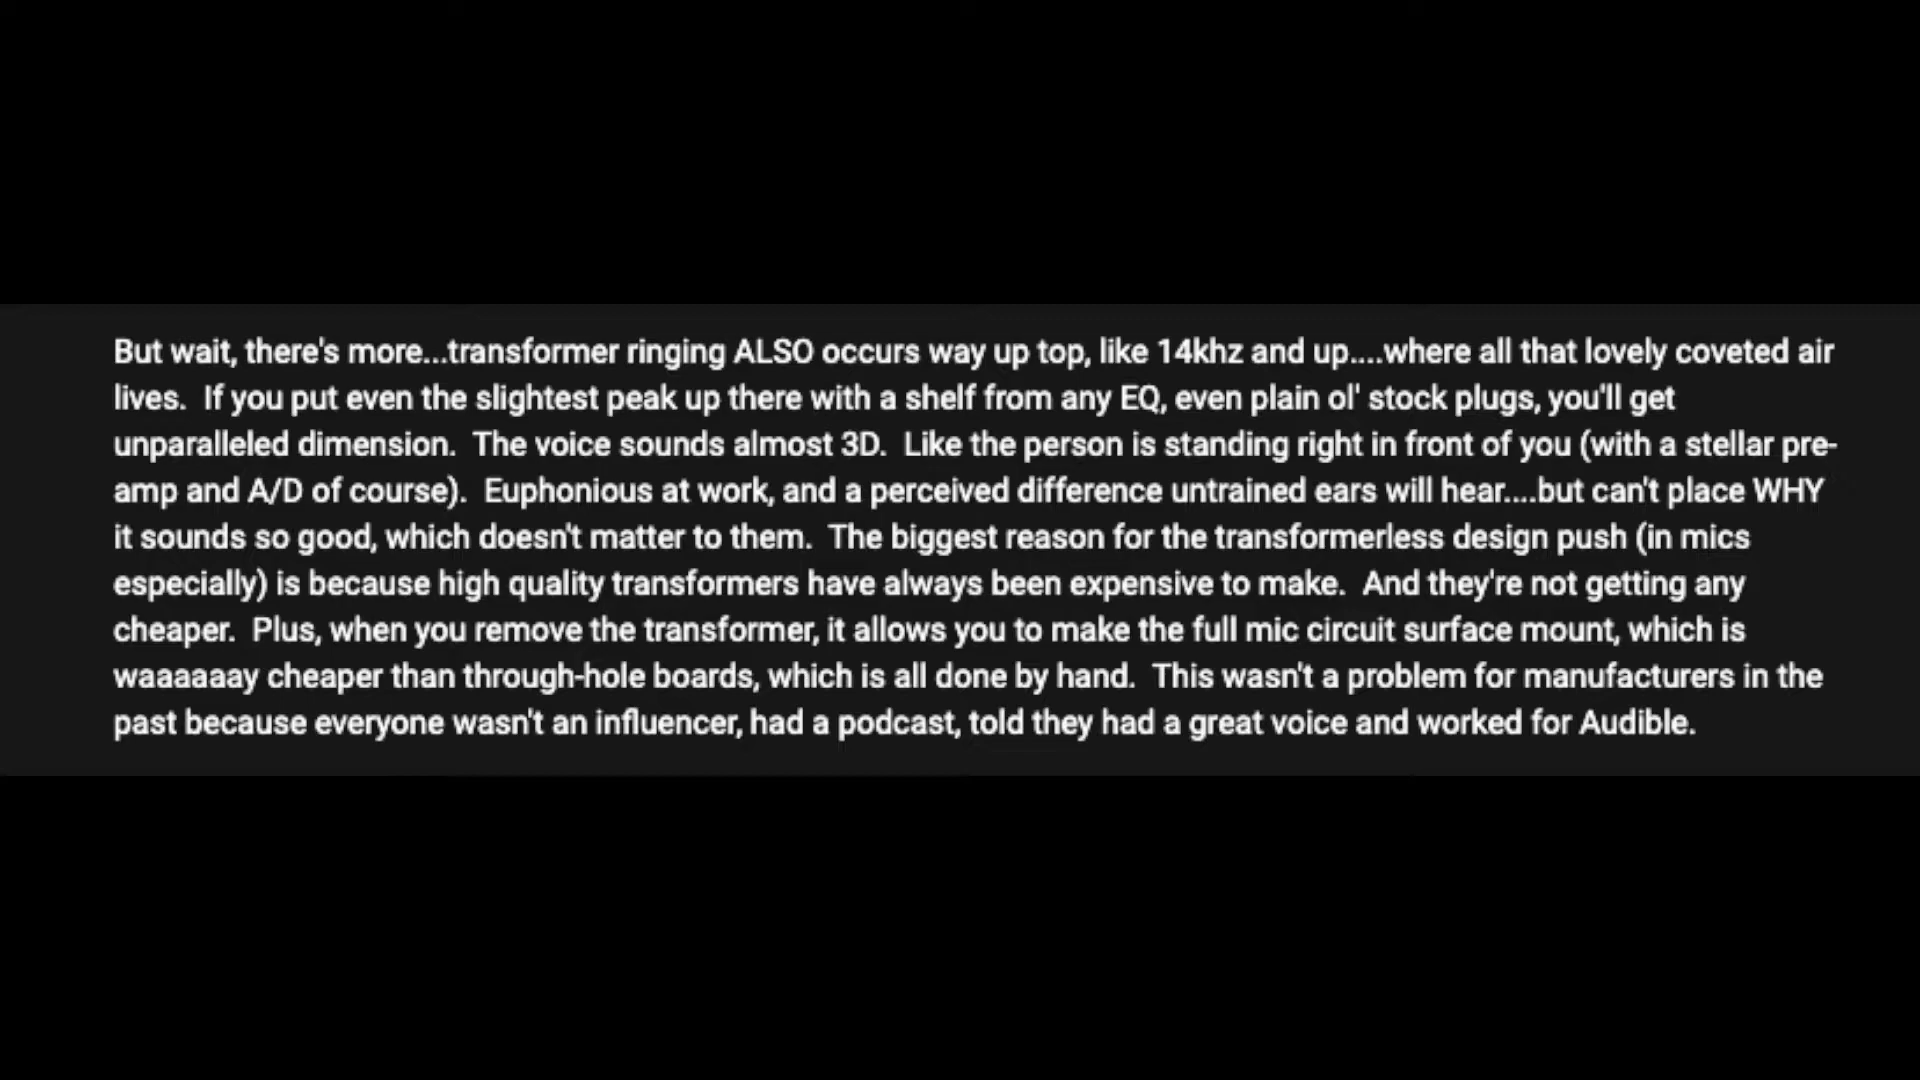 But wait, there's more...transformer ringing ALSO occurs way up top, like 14khz and up....where all that lovely coveted air
lives.  If you put even the slightest peak up there with a shelf from any EQ, even plain ol' stock plugs, you'll get
unparalleled dimension.  The voice sounds almost 3D.  Like the person is standing right in front of you (with a stellar pre-
amp and A/D of course).  Euphonious at work, and a perceived difference untrained ears will hear....but can't place WHY
it sounds so good, which doesn't matter to them.  The biggest reason for the transformerless design push (in mics
especially) is because high quality transformers have always been expensive to make.  And they're not getting any
cheaper.  Plus, when you remove the transformer, it allows you to make the full mic circuit surface mount, which is
waaaaaay cheaper than through-hole boards, which is all done by hand.  This wasn't a problem for manufacturers in the
past because everyone wasn't an influencer, had a podcast, told they had a great voice and worked for Audible.